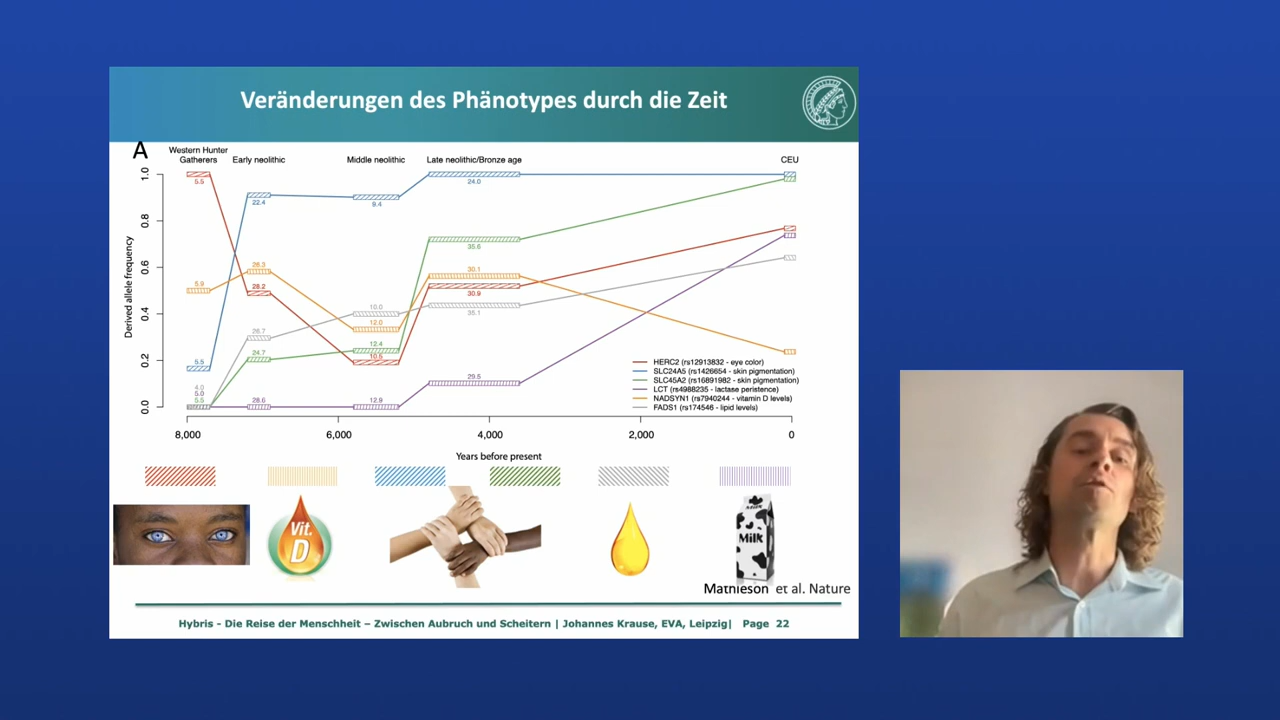 Veränderungen des Phänotypes durch die Zeit
A
Western Hunter
Gatherers
Early neolithic
Middle neolithic
Late neolithic/Bronze age
CEU
Derived allele frequency
1.0
0.8
0.6
0.4
0.2
0.0
5.5
5.9
5.5
4.0
5.0
5.5
22.4
26.3
28.2
26.7
24.7
28.6
9.4
10.0
12.0
12.4
10.5
12.9
24.0
35.6
30.1
30.9
35.1
29.5
HERC2 (rs12913832 - eye color)
SLC24A5 (rs1426654 - skin pigmentation)
SLC45A2 (rs16891982 - skin pigmentation)
LCT (rs4988235 - lactase peristence)
NADSYN1 (rs7940244 - vitamin D levels)
FADS1 (rs174546 - lipid levels)
8,000
6,000
4,000
2,000
0
Years before present
Vit.
D
Milk
Milk
Mathieson et al. Nature
Hybris - Die Reise der Menschheit – Zwischen Aubruch und Scheitern | Johannes Krause, EVA, Leipzig| Page 22